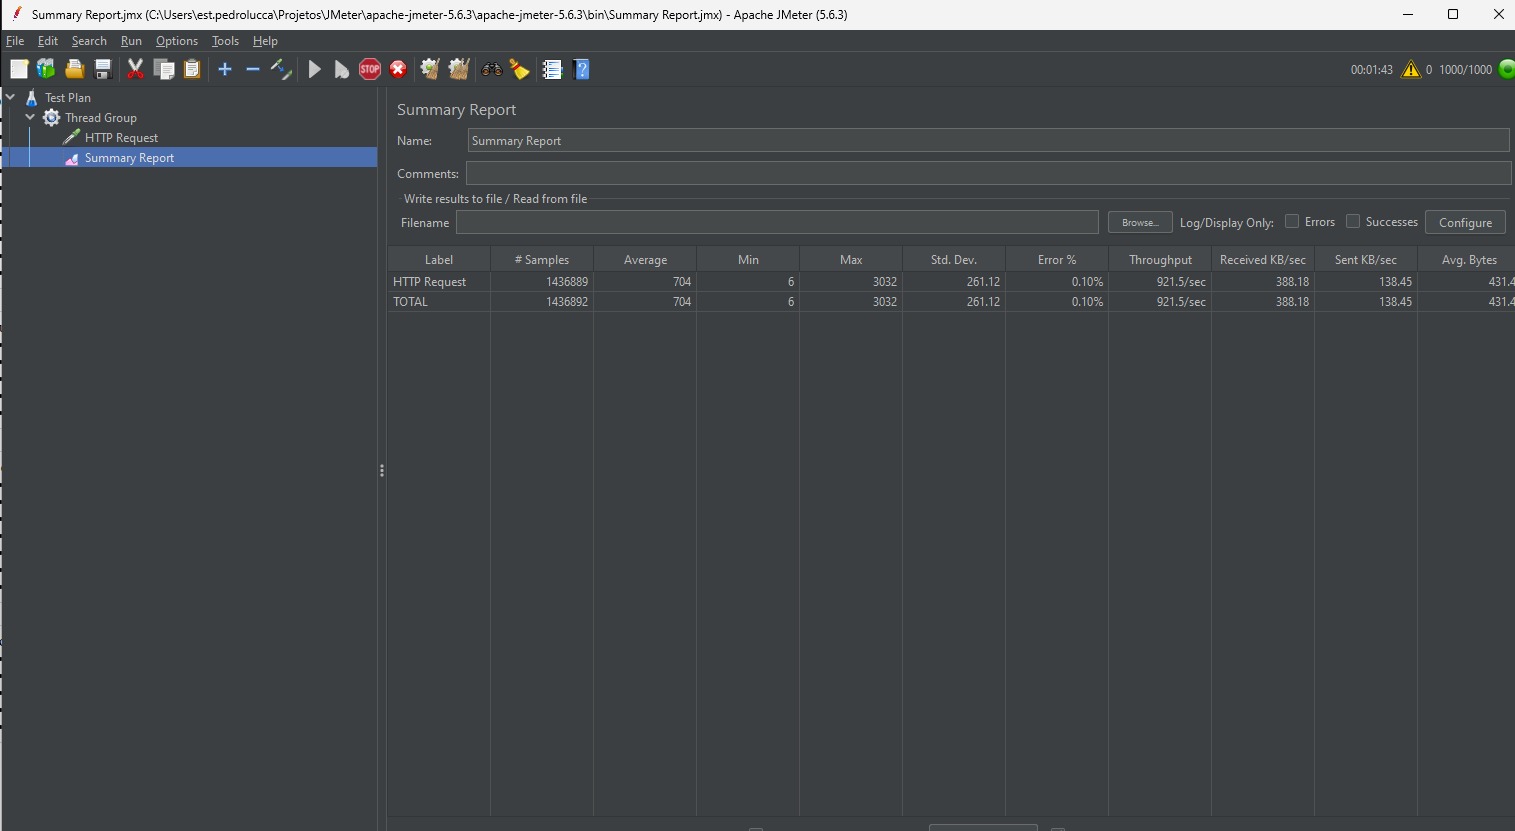 Summary Report.jmx (C:\Users\est.pedrolucca\Projetos\JMeter\apache-jmeter-5.6.3\apache-jmeter-5.6.3\bin\Summary Report.jmx) - Apache JMeter (5.6.3)
File Edit Search Run Options Tools Help
STOP 00:01:43 0 1000/1000
Test Plan
Thread Group
HTTP Request
Summary Report
Summary Report
Name: Summary Report
Comments:
Write results to file / Read from file
Filename Browse... Log/Display Only: Errors Successes Configure
Label # Samples Average Min Max Std. Dev. Error % Throughput Received KB/sec Sent KB/sec Avg. Bytes
HTTP Request 1436889 704 6 3032 261.12 0.10% 921.5/sec 388.18 138.45 431.4
TOTAL 1436892 704 6 3032 261.12 0.10% 921.5/sec 388.18 138.45 431.4